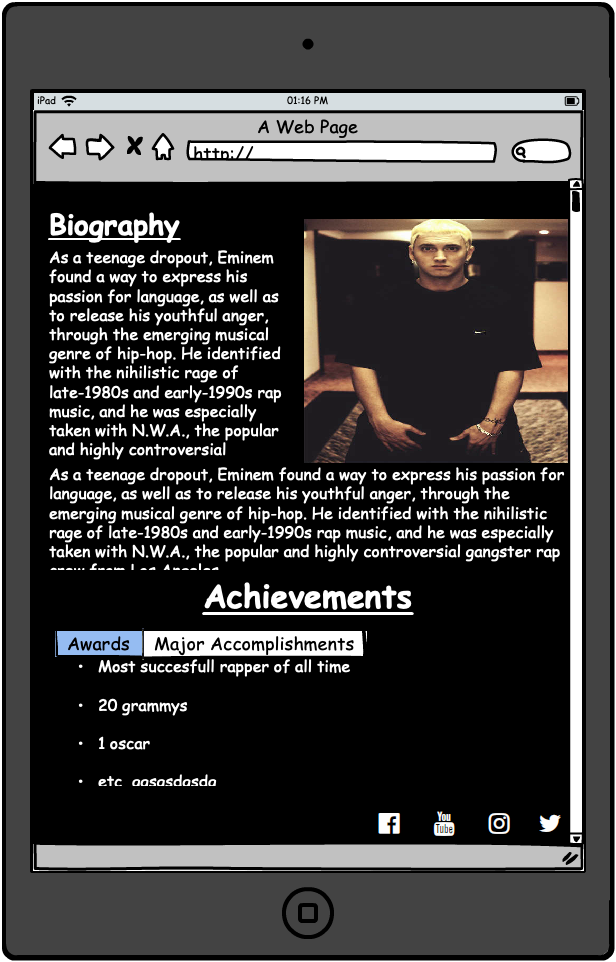 iPad
01:16 PM
A Web Page
http://
Biography
As a teenage dropout, Eminem
found a way to express his
passion for language, as well as
to release his youthful anger,
through the emerging musical
genre of hip-hop. He identified
with the nihilistic rage of
late-1980s and early-1990s rap
music, and he was especially
taken with N.W.A., the popular
and highly controversial
As a teenage dropout, Eminem found a way to express his passion for
language, as well as to release his youthful anger, through the
emerging musical genre of hip-hop. He identified with the nihilistic
rage of late-1980s and early-1990s rap music, and he was especially
taken with N.W.A., the popular and highly controversial gangster rap
crew from Los Angeles
Achievements
Awards
Major Accomplishments
• Most succesfull rapper of all time
• 20 grammys
• 1 oscar
• etc
You
Tube